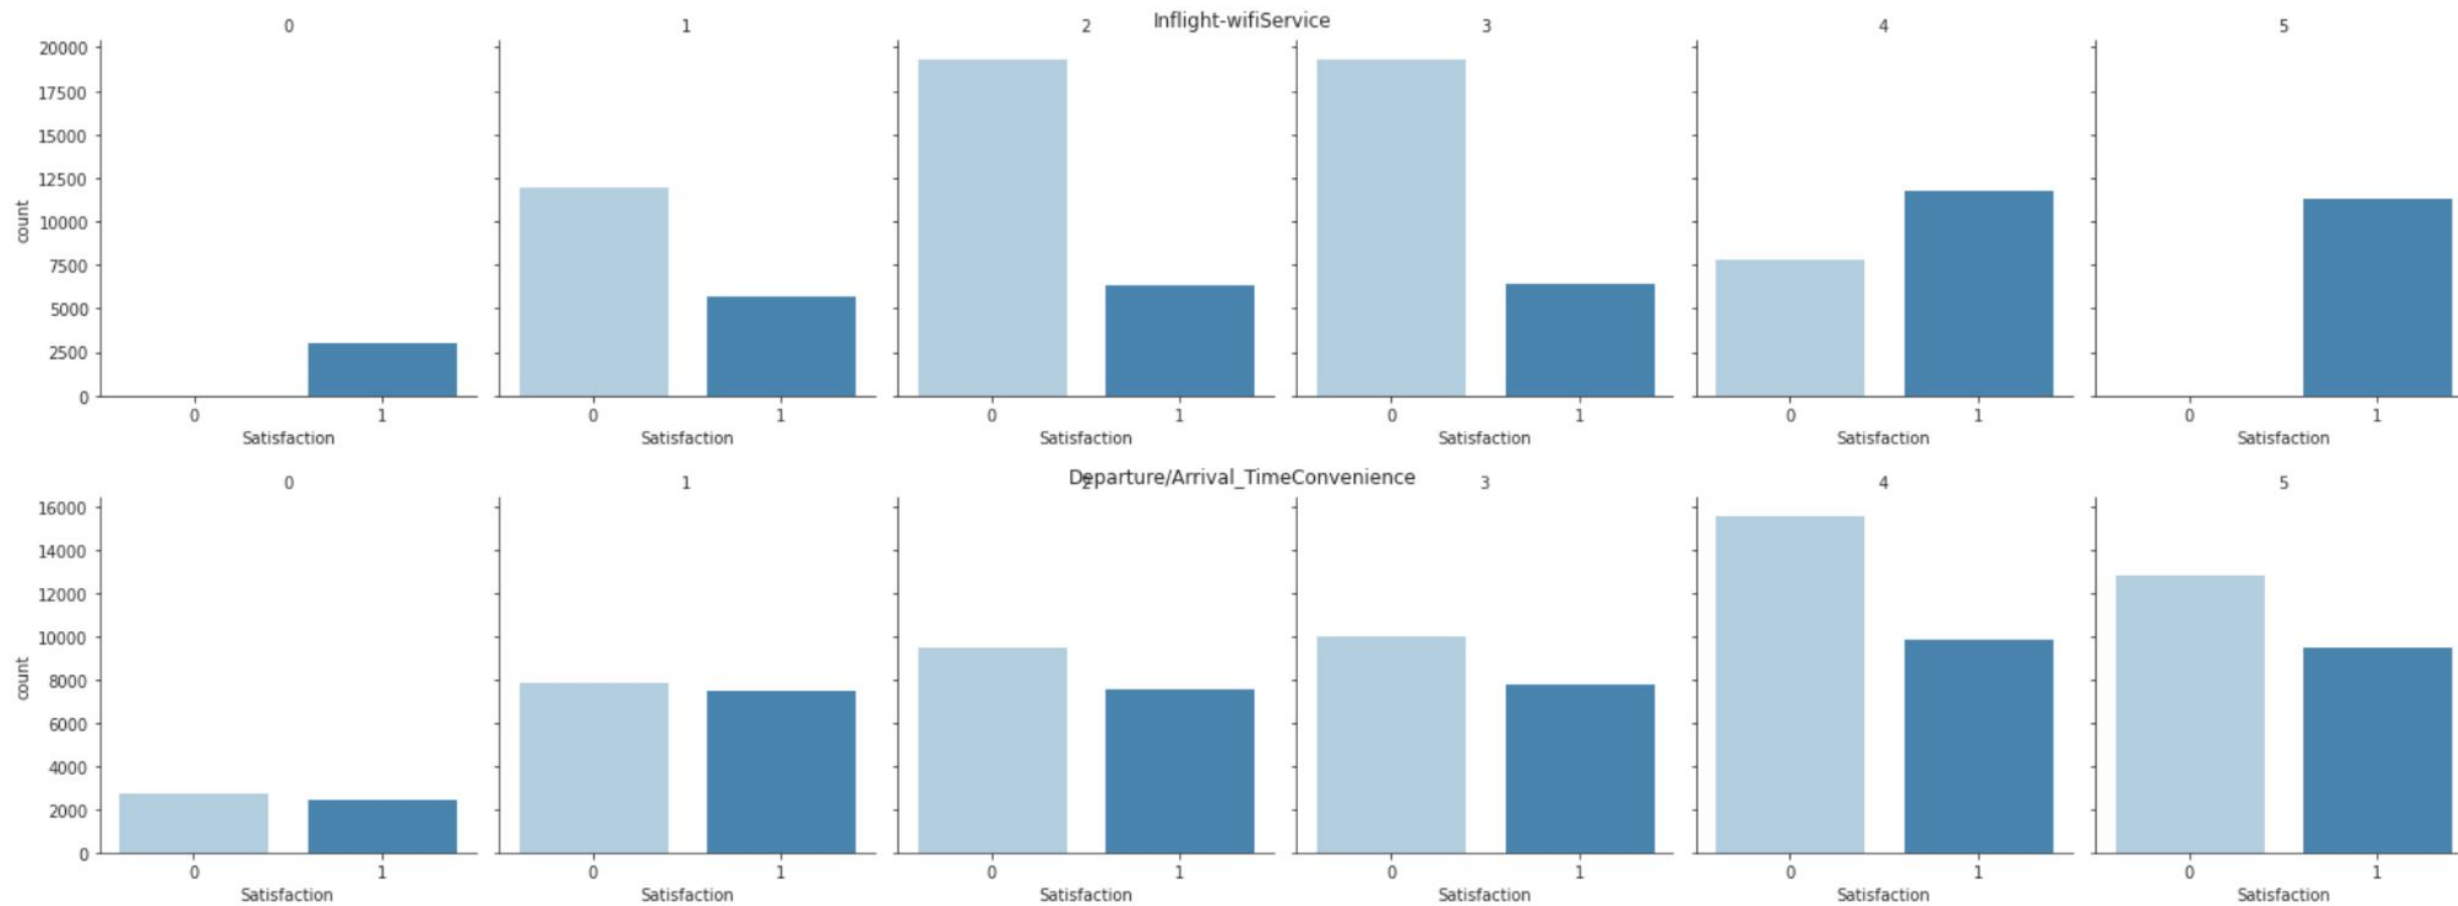 Inflight-wifiService
0 1 2 3 4 5
20000
17500
15000
12500
10000
7500
5000
2500
0
count
0 1 0 1 0 1 0 1 0 1 0 1
Satisfaction Satisfaction Satisfaction Satisfaction Satisfaction Satisfaction
Departure/Arrival_TimeConvenience
0 1 2 3 4 5
16000
14000
12000
10000
8000
6000
4000
2000
0
count
0 1 0 1 0 1 0 1 0 1 0 1
Satisfaction Satisfaction Satisfaction Satisfaction Satisfaction Satisfaction